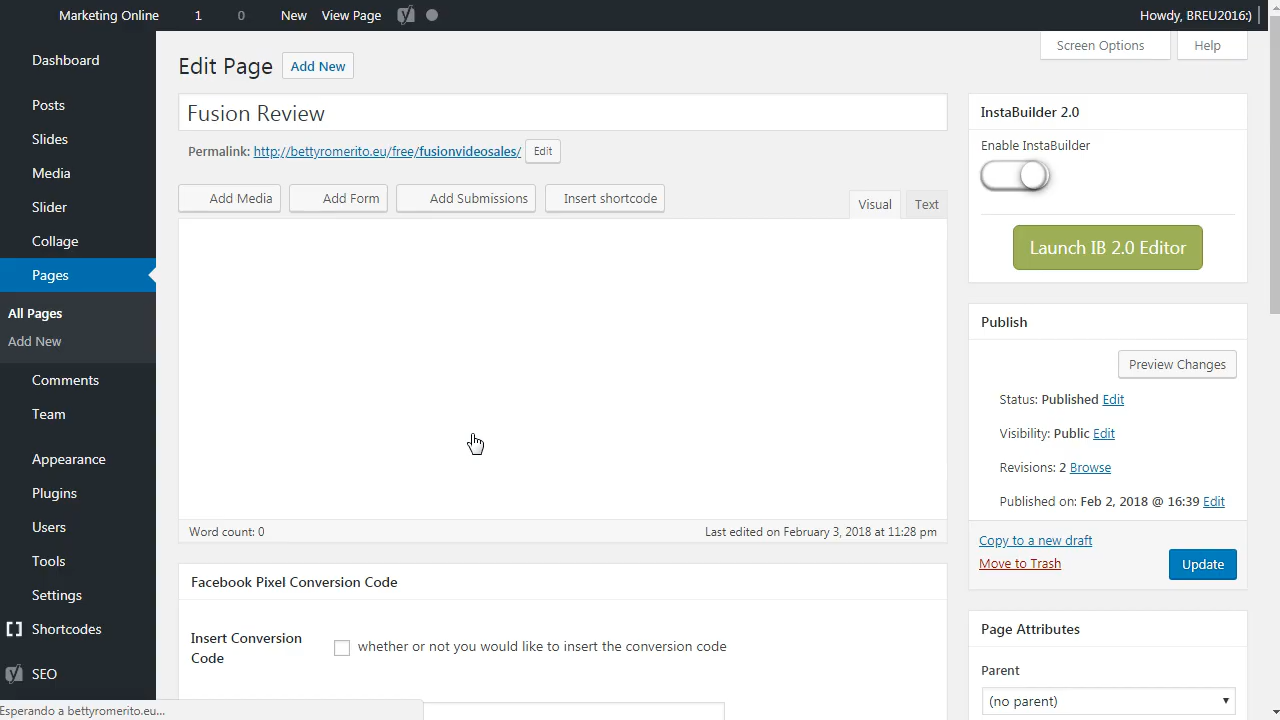 Marketing Online 1 0 New View Page Howdy, BREU2016:)
Screen Options Help
Dashboard
Posts
Slides
Media
Slider
Collage
Pages
All Pages
Add New
Comments
Team
Appearance
Plugins
Users
Tools
Settings
Shortcodes
SEO
Edit Page Add New
Fusion Review
Permalink: http://bettyromerito.eu/free/fusionvideosales/ Edit
Add Media Add Form Add Submissions Insert shortcode Visual Text
Word count: 0 Last edited on February 3, 2018 at 11:28 pm
Facebook Pixel Conversion Code
Insert Conversion
Code
whether or not you would like to insert the conversion code
InstaBuilder 2.0
Enable InstaBuilder
Launch IB 2.0 Editor
Publish
Preview Changes
Status: Published Edit
Visibility: Public Edit
Revisions: 2 Browse
Published on: Feb 2, 2018 @ 16:39 Edit
Copy to a new draft
Move to Trash Update
Page Attributes
Parent
(no parent)
Esperando a bettyromerito.eu...